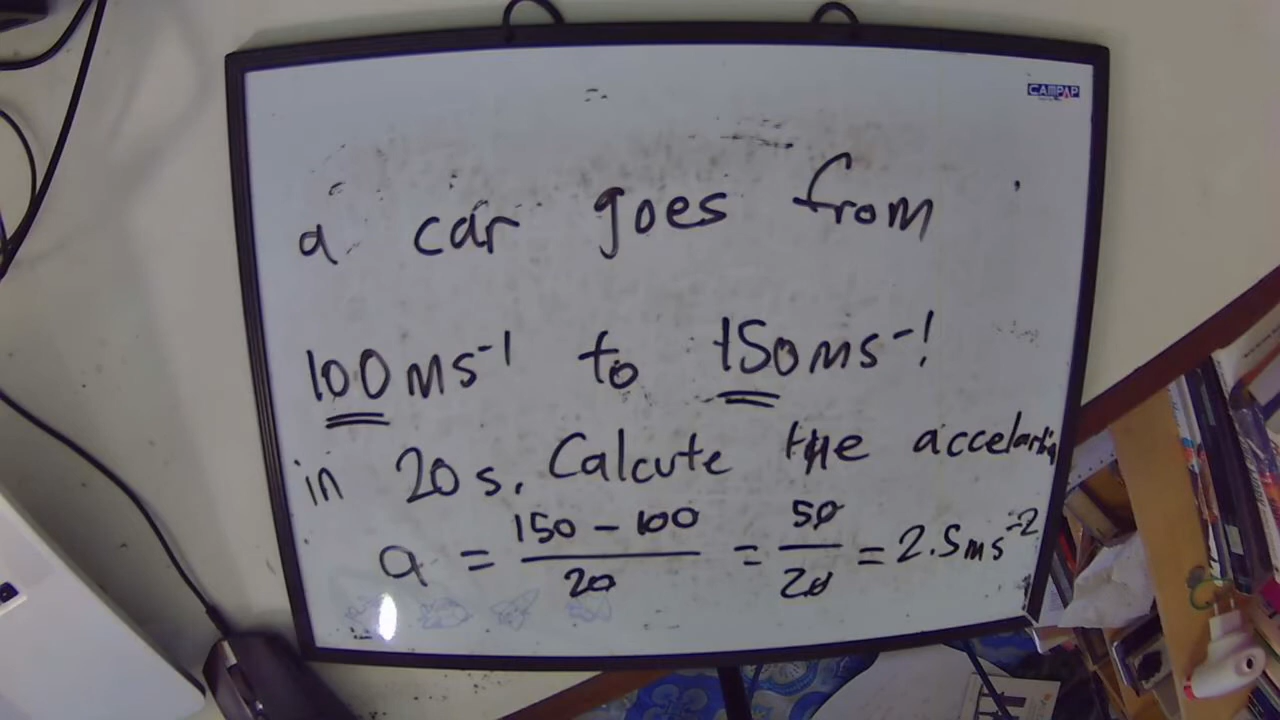 CAMPAP
a car goes from
100ms⁻¹ to 150ms⁻¹
in 20s. Calcute the accelartio
a = (150 - 100)/20 = 50/20 = 2.5ms⁻²